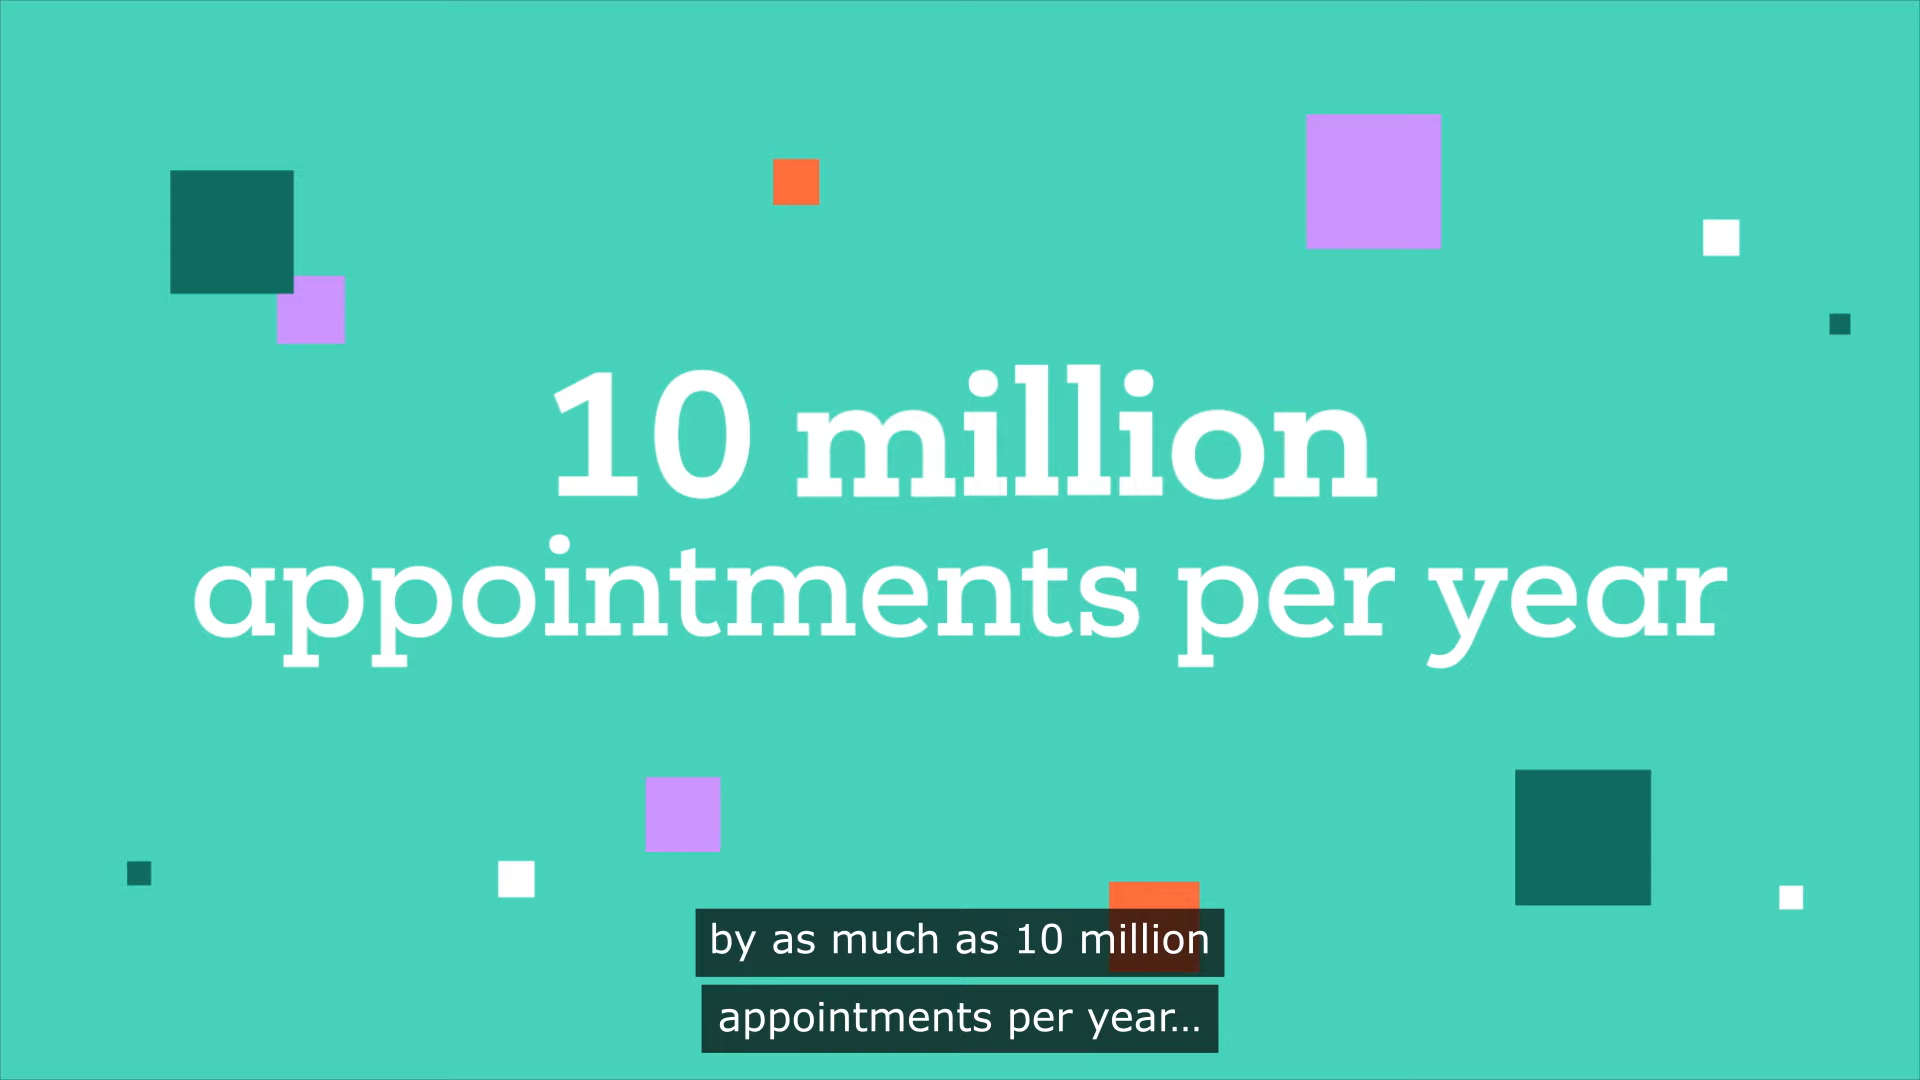 10 million
appointments per year
by as much as 10 million
appointments per year...